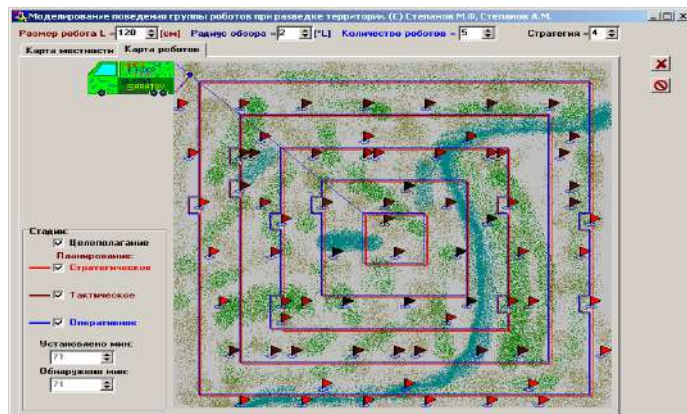 Моделирование поведения группы роботов при разведке территории. (C) Степанов М.Ф., Степанов А.М.
Размер робота L = 120 [см] Радиус обзора = 2 [*L] Количество роботов = 5 Стратегия = 4
Карта местности Карта роботов
Стадии:
Целеполагание
Планирование:
Стратегическое
Тактическое
Оперативное
Установлено мин:
71
Обнаружено мин:
71